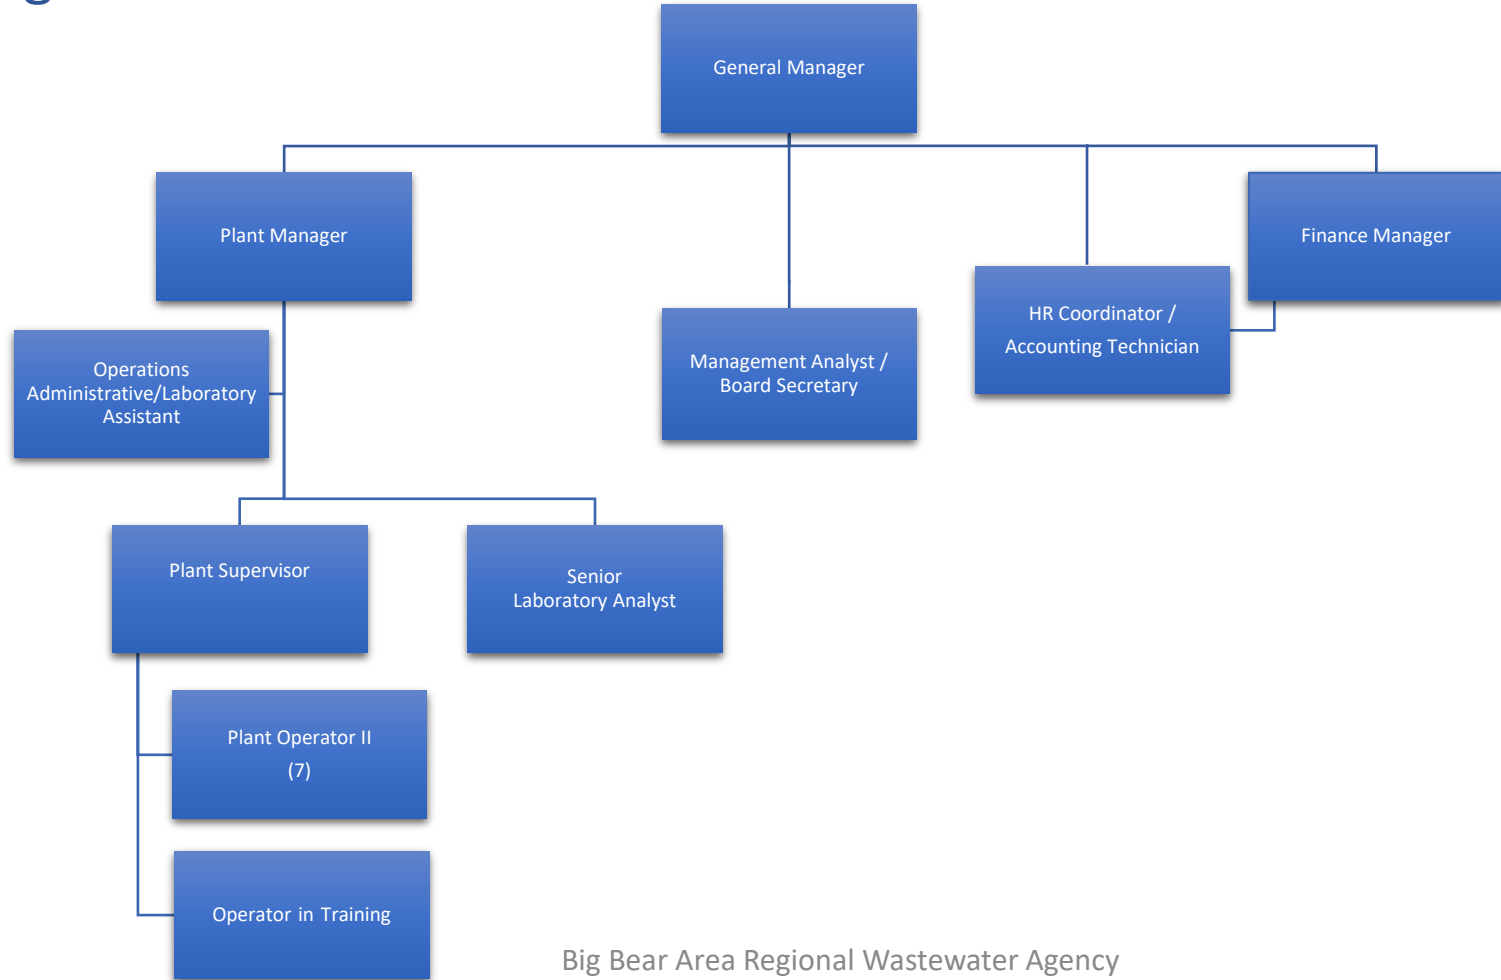 General Manager
Plant Manager
Finance Manager
HR Coordinator /
Accounting Technician
Management Analyst /
Board Secretary
Operations
Administrative/Laboratory
Assistant
Plant Supervisor
Senior
Laboratory Analyst
Plant Operator II
(7)
Operator in Training
Big Bear Area Regional Wastewater Agency